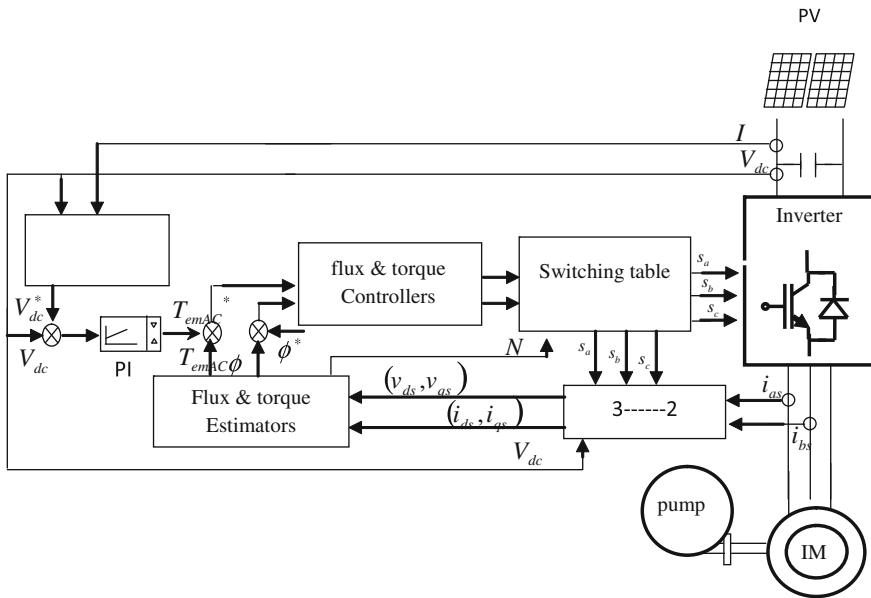 PV
I
V_dc
Inverter
flux & torque
Controllers
Switching table
s_a
s_b
s_c
V_dc^*
T_emAC^*
V_dc
PI
T_emAC ϕ
ϕ^*
N
s_a
s_b
s_c
Flux & torque
Estimators
(v_ds, v_qs)
(i_ds, i_qs)
3------2
i_as
i_bs
V_dc
pump
IM